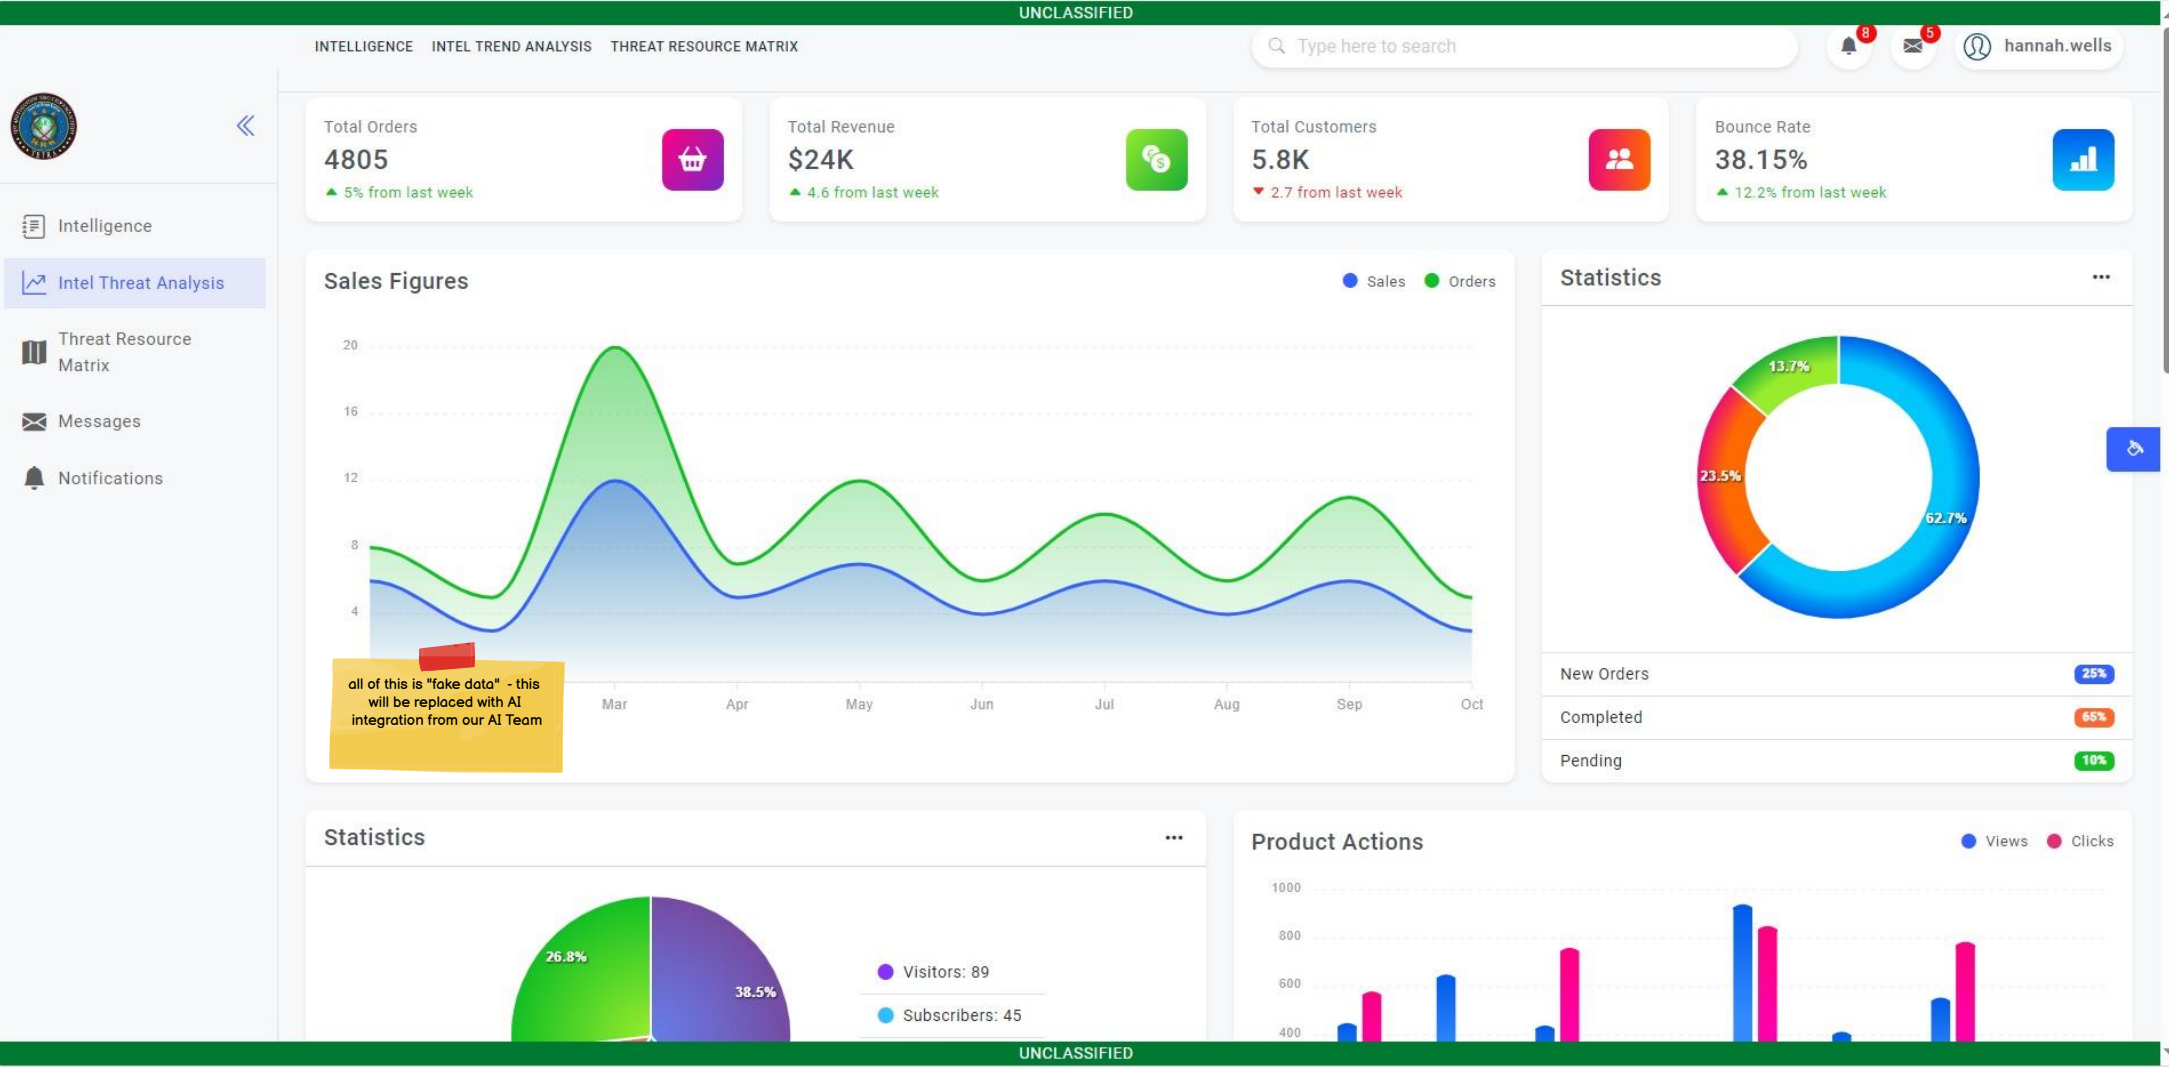 UNCLASSIFIED
INTELLIGENCE INTEL TREND ANALYSIS THREAT RESOURCE MATRIX
Type here to search
8
5
hannah.wells
Intelligence
Intel Threat Analysis
Threat Resource
Matrix
Messages
Notifications
Total Orders
4805
5% from last week
Total Revenue
$24K
4.6 from last week
Total Customers
5.8K
2.7 from last week
Bounce Rate
38.15%
12.2% from last week
Sales Figures
Sales Orders
20
16
12
8
4
Mar Apr May Jun Jul Aug Sep Oct
all of this is "fake data" - this
will be replaced with AI
integration from our AI Team
Statistics
13.7%
23.5%
62.7%
New Orders 25%
Completed 65%
Pending 10%
Statistics
26.8%
38.5%
Visitors: 89
Subscribers: 45
Product Actions
Views Clicks
1000
800
600
400
UNCLASSIFIED